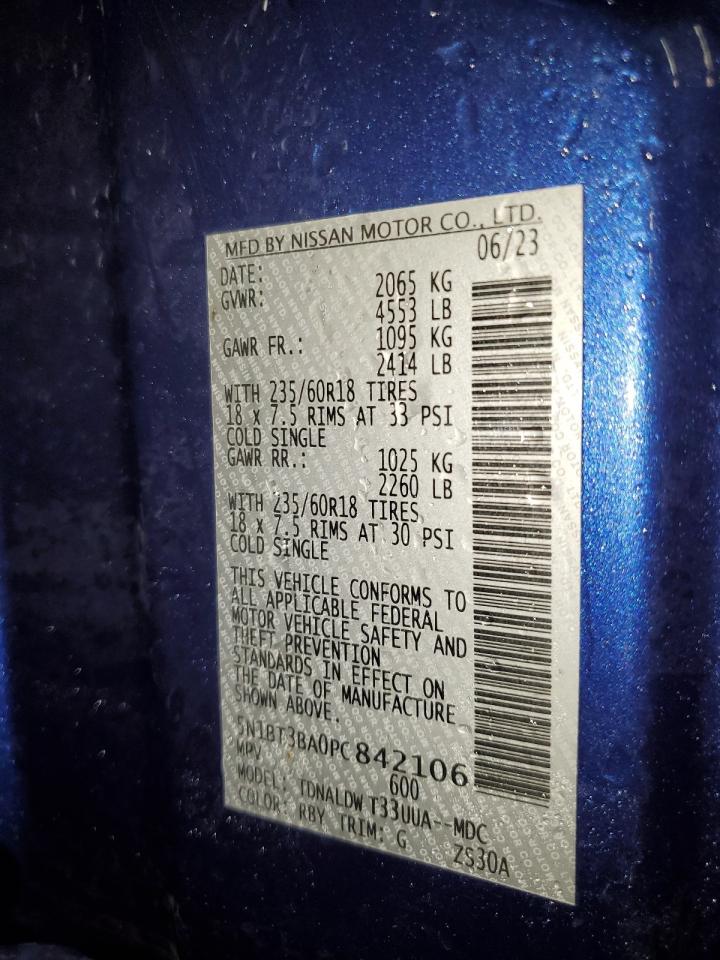 MFD BY NISSAN MOTOR CO., LTD.
DATE: 06/23
GVWR: 2065 KG
4553 LB
GAWR FR.: 1095 KG
2414 LB
WITH 235/60R18 TIRES
18 x 7.5 RIMS AT 33 PSI
COLD SINGLE
GAWR RR.: 1025 KG
2260 LB
WITH 235/60R18 TIRES
18 x 7.5 RIMS AT 30 PSI
COLD SINGLE
THIS VEHICLE CONFORMS TO
ALL APPLICABLE FEDERAL
MOTOR VEHICLE SAFETY AND
THEFT PREVENTION
STANDARDS IN EFFECT ON
THE DATE OF MANUFACTURE
SHOWN ABOVE.
5N1BT3BA0PC842106
MPV 600
MODEL: TDNALDW T33UUA--MDC
COLOR: RBY TRIM: G ZS30A